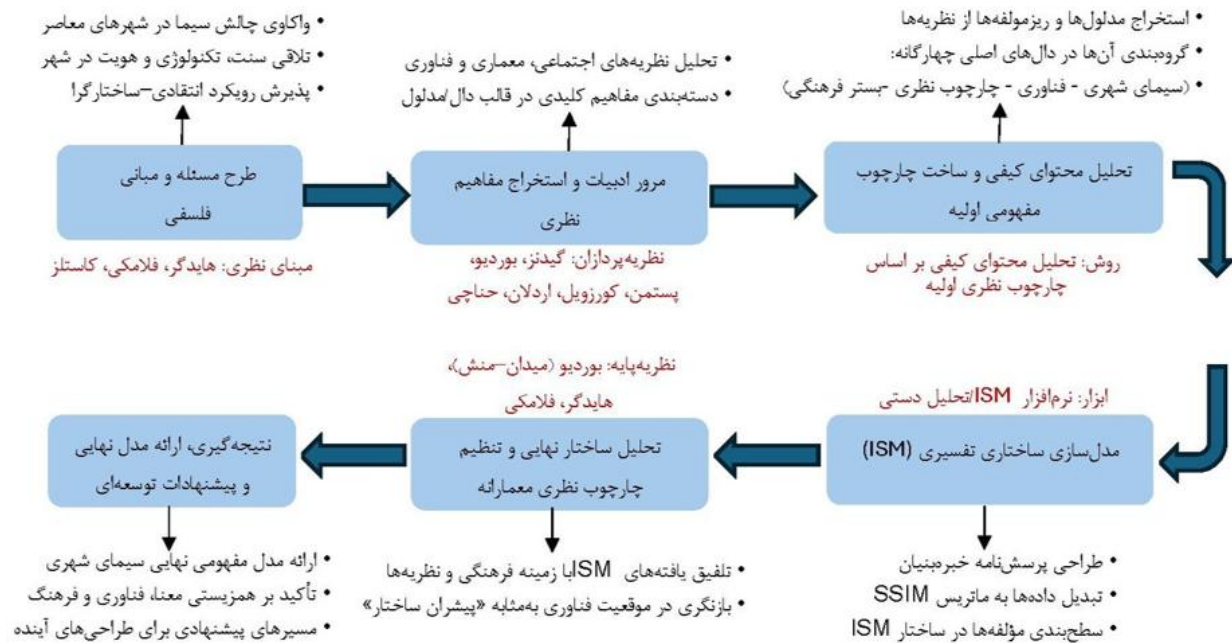 واکاوی چالش سیما در شهرهای معاصر
تلاقی سنت، تکنولوژی و هویت در شهر
پذیرش رویکرد انتقادی–ساختارگرا
طرح مسئله و مبانی
فلسفی
مبنای نظری: هایدگر، فلامکی، کاستلز
تحلیل نظریه‌های اجتماعی، معماری و فناوری
دسته‌بندی مفاهیم کلیدی در قالب دال/مدلول
مرور ادبیات و استخراج مفاهیم
نظری
نظریه‌پردازان: گیدنز، بوردیو،
پستمن، کورزویل، اردلان، حناچی
استخراج مدلول‌ها و ریزمولفه‌ها از نظریه‌ها
گروه‌بندی آن‌ها در دال‌های اصلی چهارگانه:
(سیمای شهری - فناوری - چارچوب نظری -بستر فرهنگی)
تحلیل محتوای کیفی و ساخت چارچوب
مفهومی اولیه
روش: تحلیل محتوای کیفی بر اساس
چارچوب نظری اولیه
ابزار: نرم‌افزار ISM/تحلیل دستی
مدل‌سازی ساختاری تفسیری (ISM)
طراحی پرسش‌نامه خبره‌بنیان
تبدیل داده‌ها به ماتریس SSIM
سطح‌بندی مؤلفه‌ها در ساختار ISM
نظریه‌پایه: بوردیو (میدان–منش)،
هایدگر، فلامکی
تحلیل ساختار نهایی و تنظیم
چارچوب نظری معمارانه
تلفیق یافته‌های ISMبا زمینه فرهنگی و نظریه‌ها
بازنگری در موقعیت فناوری به‌مثابه «پیشران ساختار»
نتیجه‌گیری، ارائه مدل نهایی
و پیشنهادات توسعه‌ای
ارائه مدل مفهومی نهایی سیمای شهری
تأکید بر همزیستی معنا، فناوری و فرهنگ
مسیرهای پیشنهادی برای طراحی‌های آینده